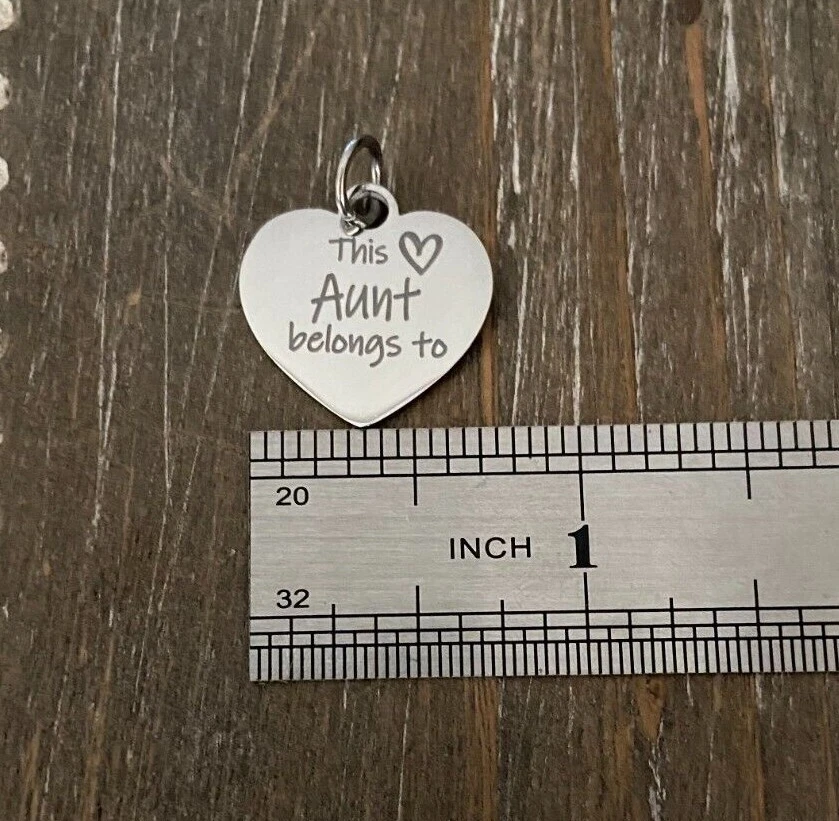 This ♡
Aunt
belongs to
20
INCH 1
32